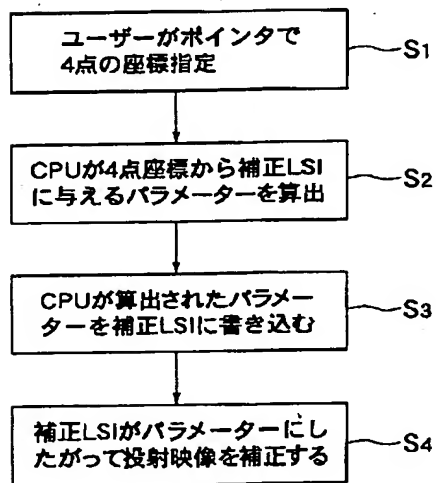 ユーザーがポインタで
4点の座標指定
S1
CPUが4点座標から補正LSI
に与えるパラメーターを算出
S2
CPUが算出されたパラメー
ターを補正LSIに書き込む
S3
補正LSIがパラメーターにし
たがって投射映像を補正する
S4